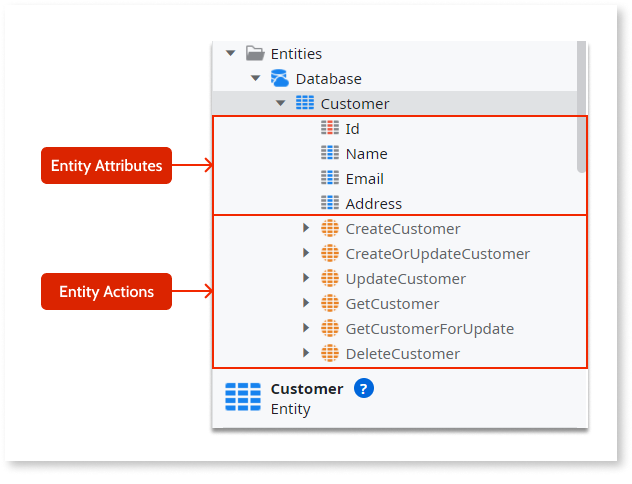 Entities
Database
Customer
Id
Entity Attributes
Name
Email
Address
CreateCustomer
CreateOrUpdateCustomer
Entity Actions
UpdateCustomer
GetCustomer
GetCustomerForUpdate
DeleteCustomer
Customer ?
Entity